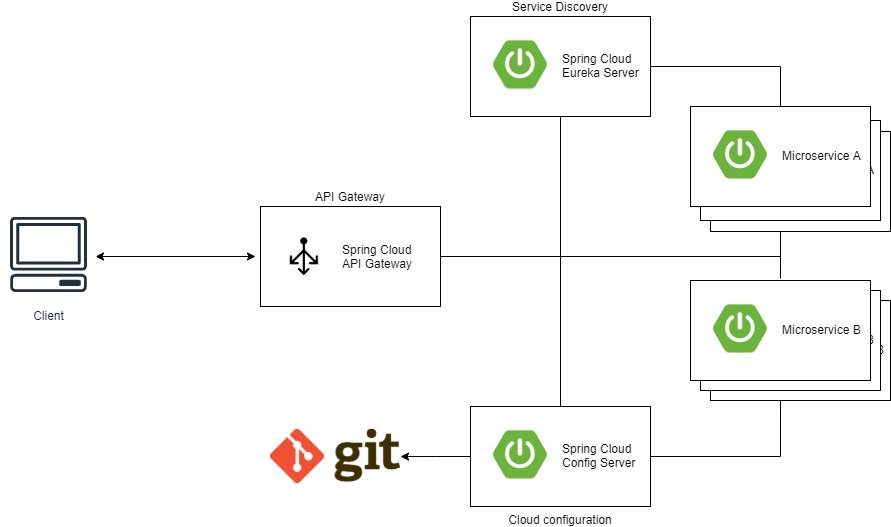 Service Discovery
Spring Cloud
Eureka Server
Microservice A
A
API Gateway
Spring Cloud
API Gateway
Client
Microservice B
B
B
git
Spring Cloud
Config Server
Cloud configuration